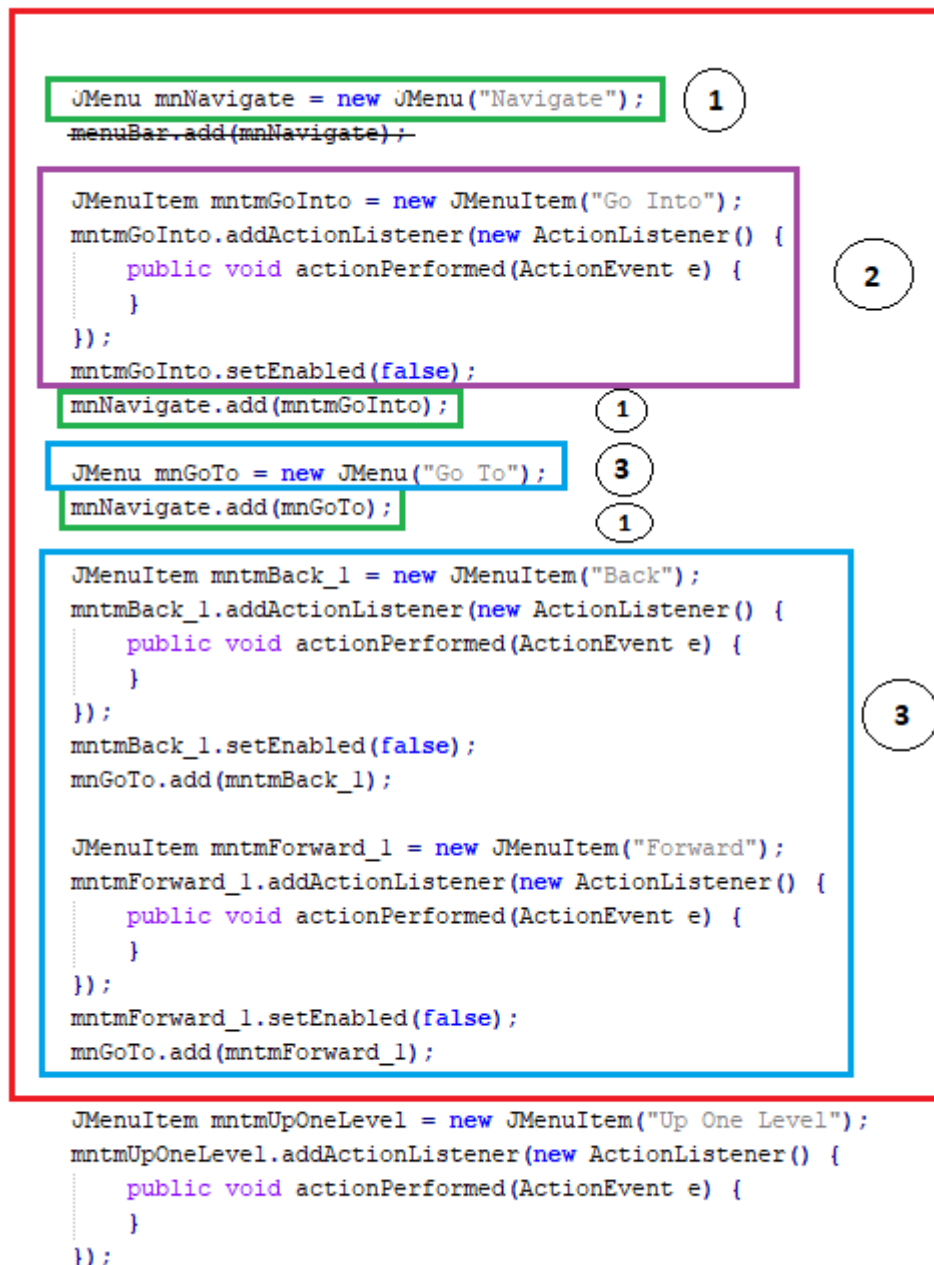 JMenu mnNavigate = new JMenu("Navigate"); 1
menuBar.add(mnNavigate);
JMenuItem mntmGoInto = new JMenuItem("Go Into");
mntmGoInto.addActionListener(new ActionListener() {
public void actionPerformed(ActionEvent e) { 2
}
});
mntmGoInto.setEnabled(false);
mnNavigate.add(mntmGoInto); 1
JMenu mnGoTo = new JMenu("Go To"); 3
mnNavigate.add(mnGoTo); 1
JMenuItem mntmBack_1 = new JMenuItem("Back");
mntmBack_1.addActionListener(new ActionListener() {
public void actionPerformed(ActionEvent e) {
}
}); 3
mntmBack_1.setEnabled(false);
mnGoTo.add(mntmBack_1);
JMenuItem mntmForward_1 = new JMenuItem("Forward");
mntmForward_1.addActionListener(new ActionListener() {
public void actionPerformed(ActionEvent e) {
}
});
mntmForward_1.setEnabled(false);
mnGoTo.add(mntmForward_1);
JMenuItem mntmUpOneLevel = new JMenuItem("Up One Level");
mntmUpOneLevel.addActionListener(new ActionListener() {
public void actionPerformed(ActionEvent e) {
}
});